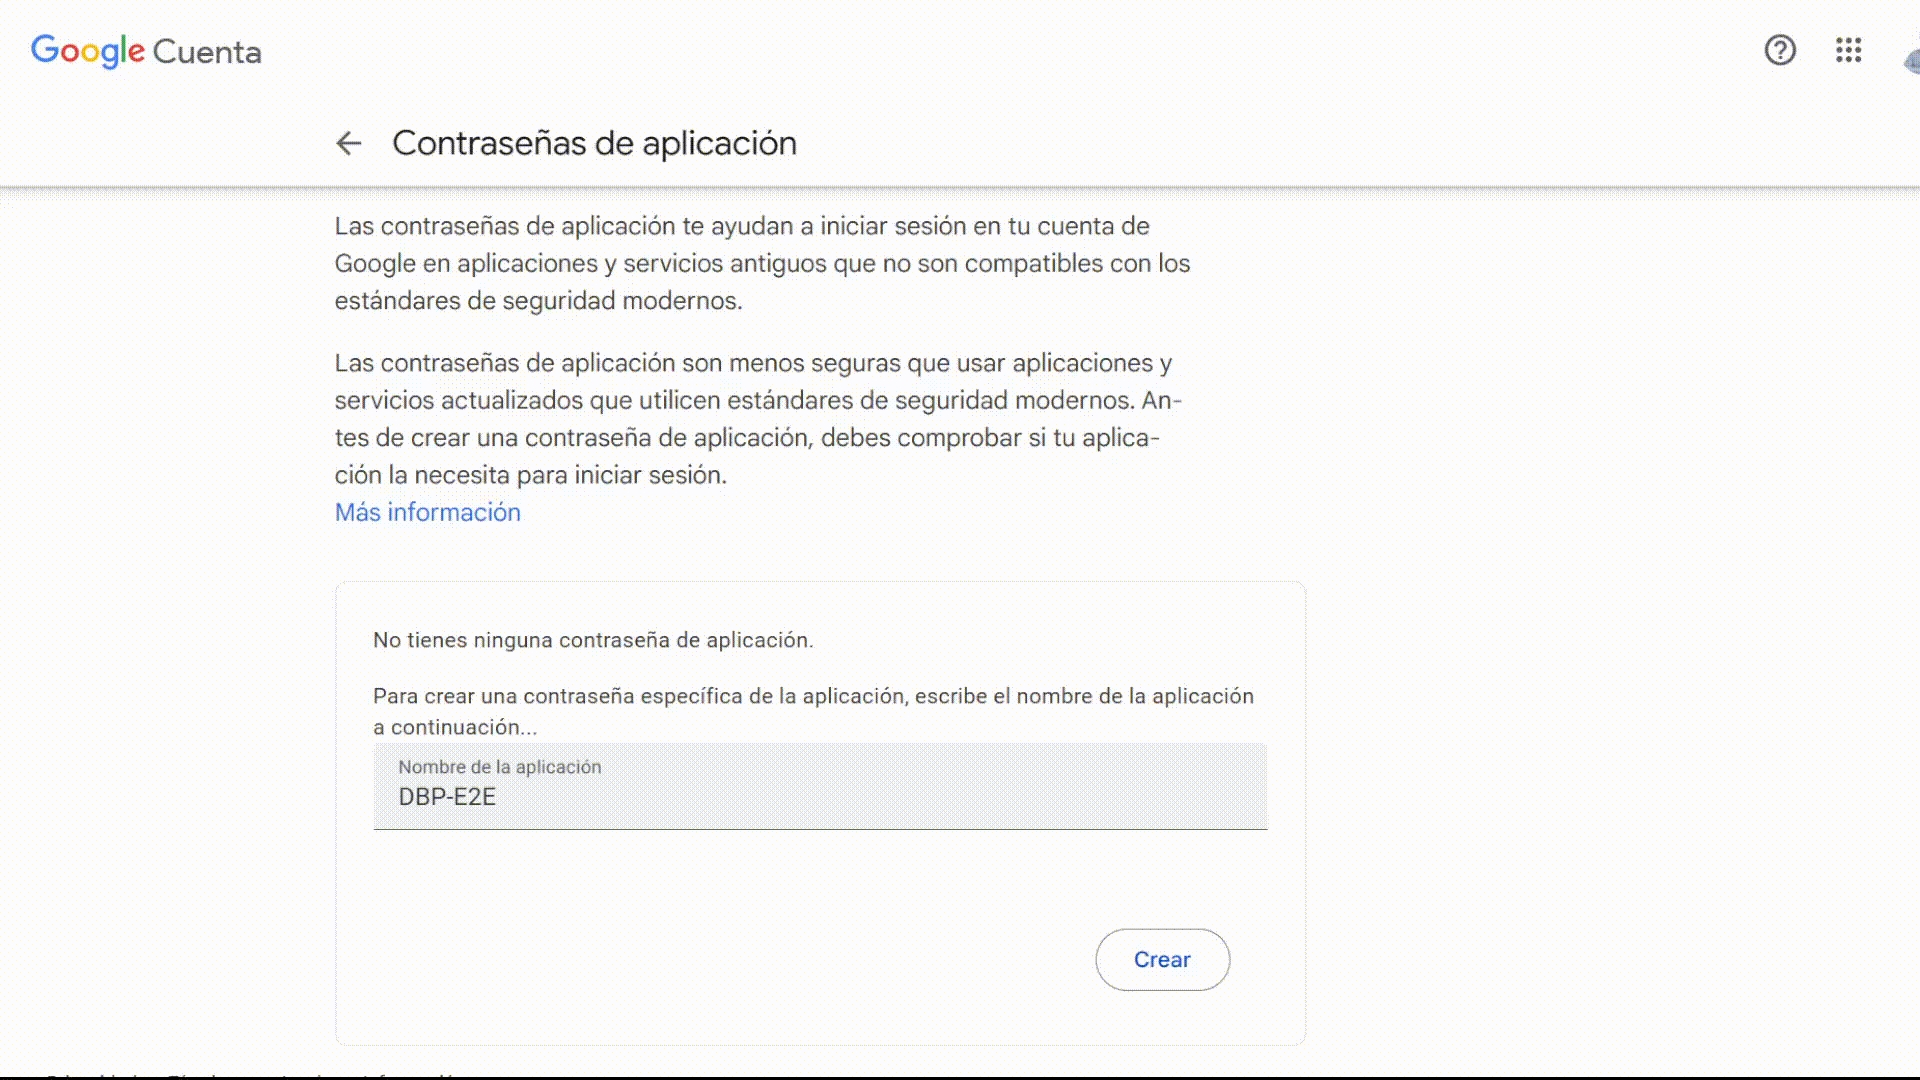 Google Cuenta
Contraseñas de aplicación
Las contraseñas de aplicación te ayudan a iniciar sesión en tu cuenta de
Google en aplicaciones y servicios antiguos que no son compatibles con los
estándares de seguridad modernos.
Las contraseñas de aplicación son menos seguras que usar aplicaciones y
servicios actualizados que utilicen estándares de seguridad modernos. An-
tes de crear una contraseña de aplicación, debes comprobar si tu aplica-
ción la necesita para iniciar sesión.
Más información
No tienes ninguna contraseña de aplicación.
Para crear una contraseña específica de la aplicación, escribe el nombre de la aplicación
a continuación...
Nombre de la aplicación
DBP-E2E
Crear